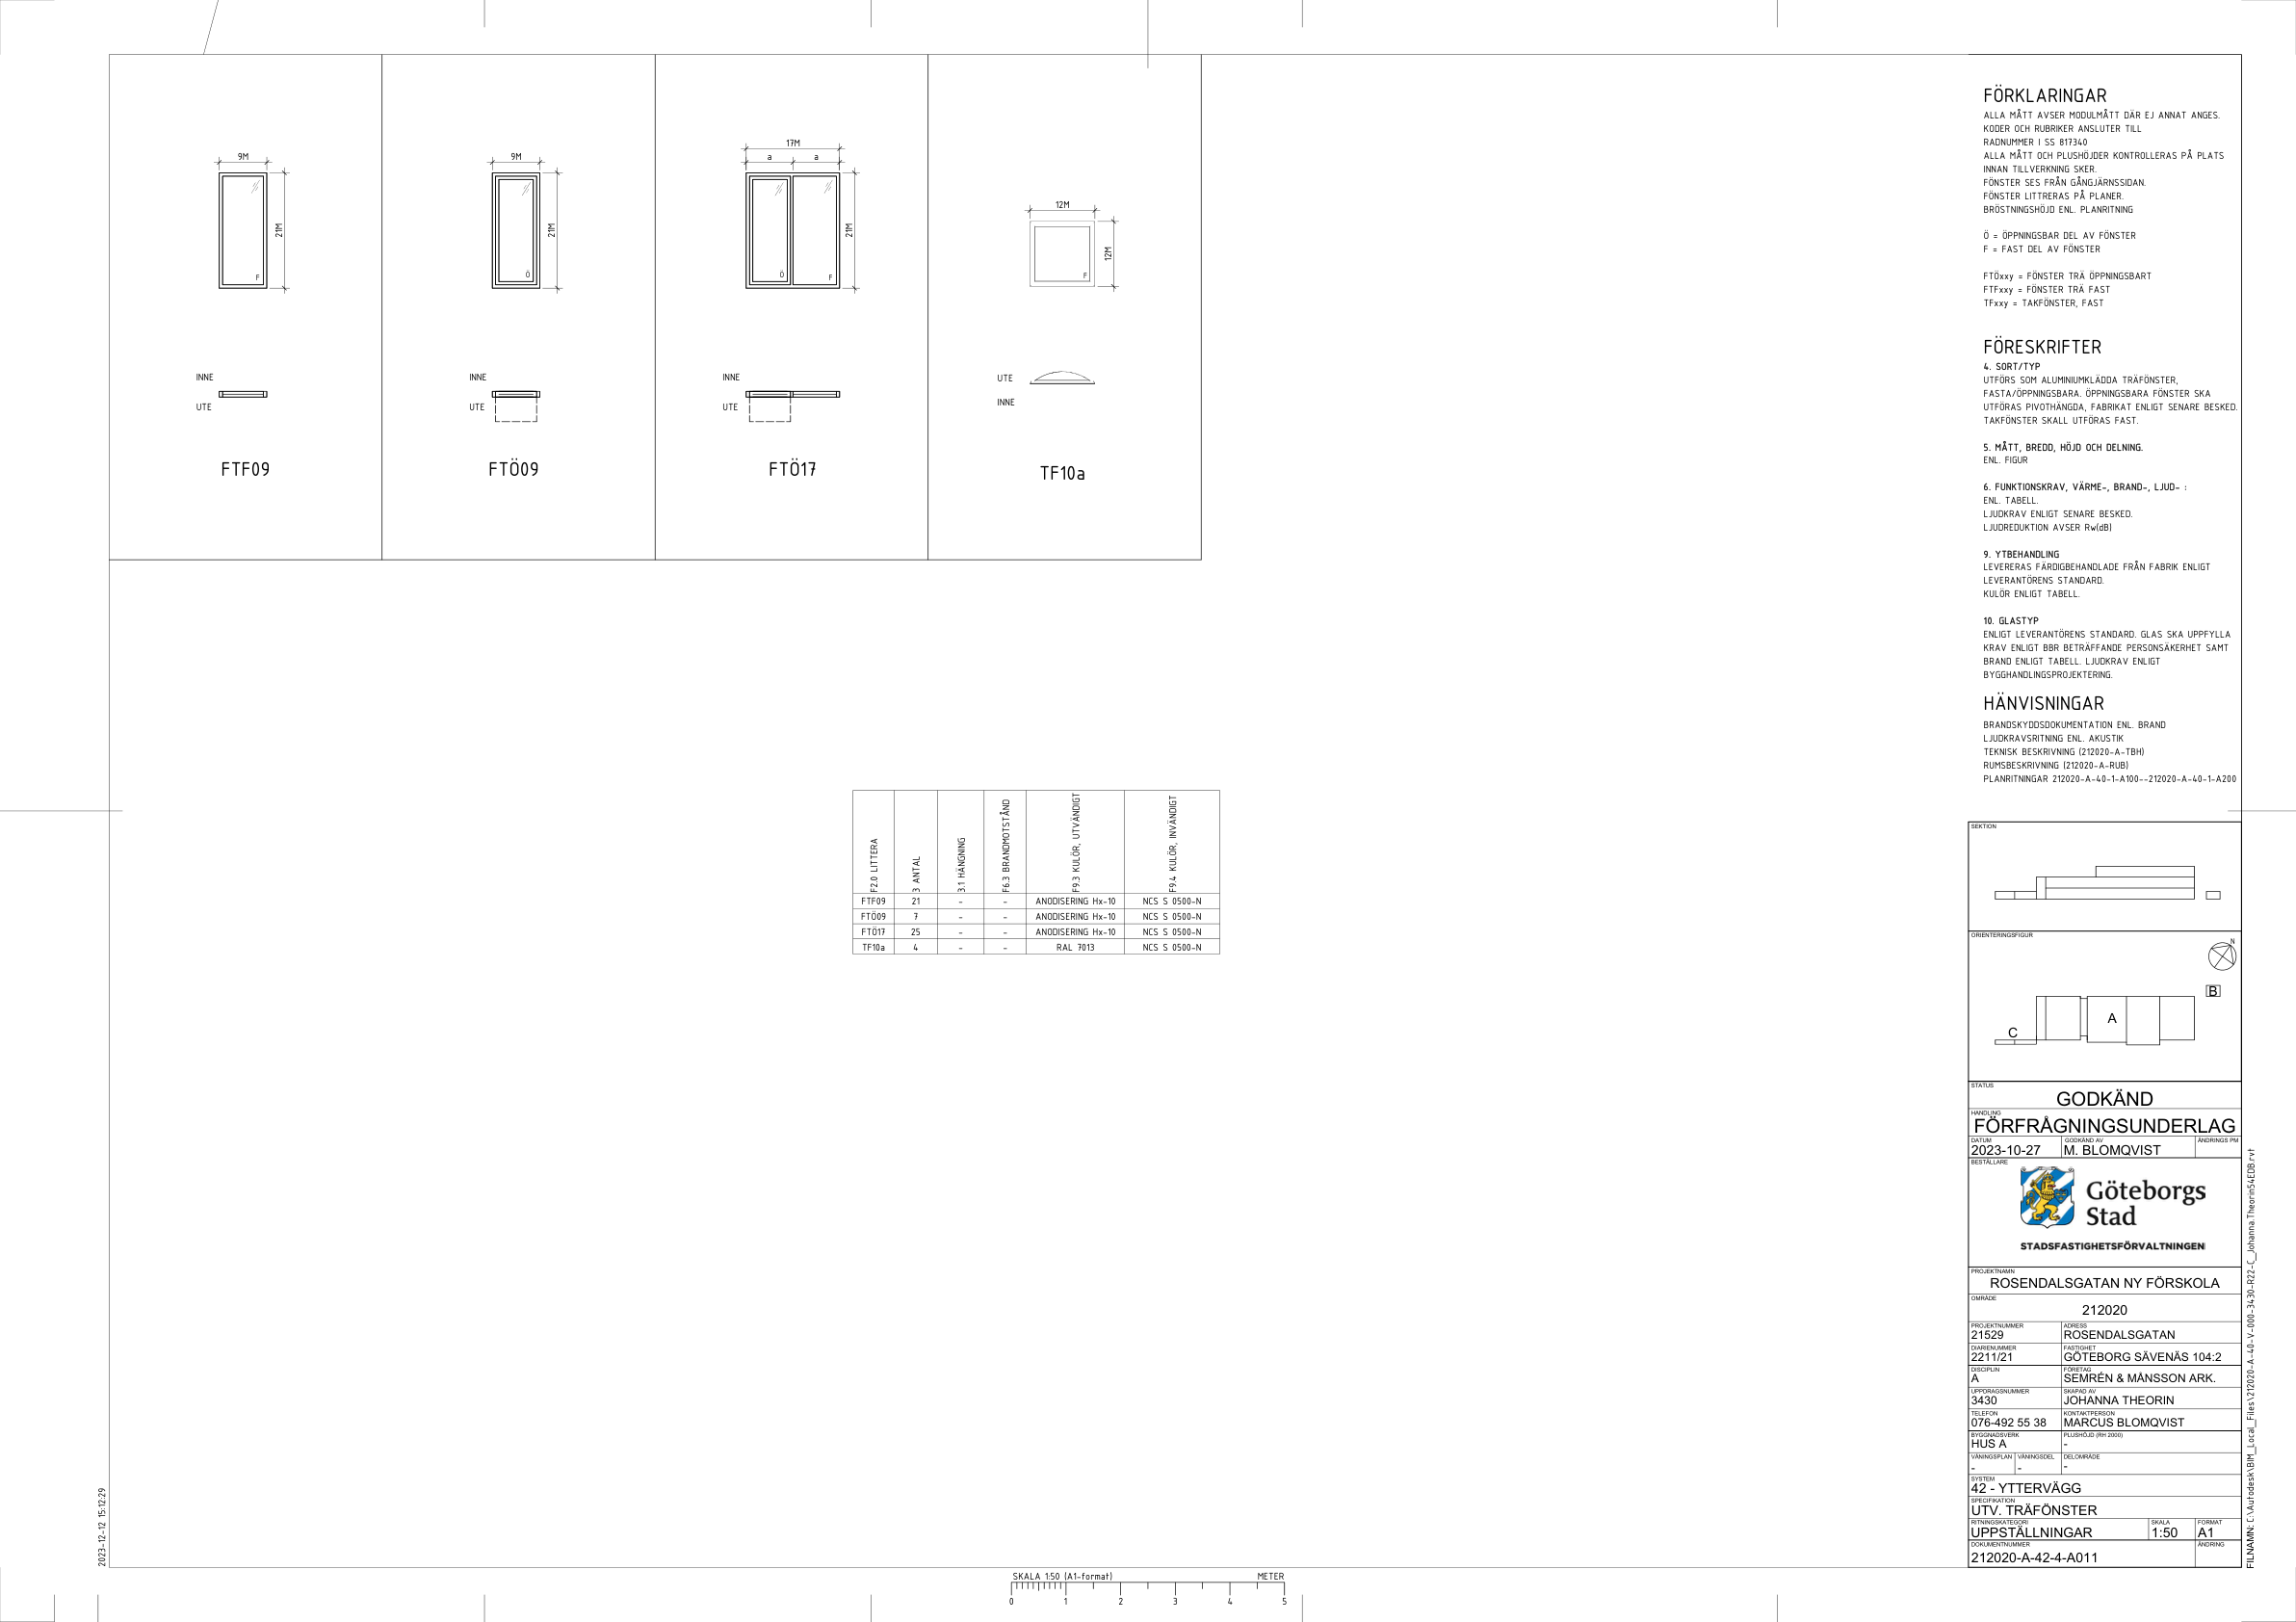 9M
21M
F
INNE
UTE
FTF09
9M
21M
Ö
INNE
UTE
FTÖ09
17M
a a
21M
Ö F
INNE
UTE
FTÖ17
12M
12M
F
UTE
INNE
TF10a
F2.0 LITTERA
3 ANTAL
3.1 HÄNGNING
F6.3 BRANDMOTSTÅND
F9.3 KULÖR, UTVÄNDIGT
F9.4 KULÖR, INVÄNDIGT
FTF09 21 - - ANODISERING Hx-10 NCS S 0500-N
FTÖ09 7 - - ANODISERING Hx-10 NCS S 0500-N
FTÖ17 25 - - ANODISERING Hx-10 NCS S 0500-N
TF10a 4 - - RAL 7013 NCS S 0500-N
FÖRKLARINGAR
ALLA MÅTT AVSER MODULMÅTT DÄR EJ ANNAT ANGES.
KODER OCH RUBRIKER ANSLUTER TILL
RADNUMMER I SS 817340
ALLA MÅTT OCH PLUSHÖJDER KONTROLLERAS PÅ PLATS
INNAN TILLVERKNING SKER.
FÖNSTER SES FRÅN GÅNGJÄRNSSIDAN.
FÖNSTER LITTRERAS PÅ PLANER.
BRÖSTNINGSHÖJD ENL. PLANRITNING
Ö = ÖPPNINGSBAR DEL AV FÖNSTER
F = FAST DEL AV FÖNSTER
FTÖxxy = FÖNSTER TRÄ ÖPPNINGSBART
FTFxxy = FÖNSTER TRÄ FAST
TFxxy = TAKFÖNSTER, FAST
FÖRESKRIFTER
4. SORT/TYP
UTFÖRS SOM ALUMINIUMKLÄDDA TRÄFÖNSTER,
FASTA/ÖPPNINGSBARA. ÖPPNINGSBARA FÖNSTER SKA
UTFÖRAS PIVOTHÄNGDA, FABRIKAT ENLIGT SENARE BESKED.
TAKFÖNSTER SKALL UTFÖRAS FAST.
5. MÅTT, BREDD, HÖJD OCH DELNING.
ENL. FIGUR
6. FUNKTIONSKRAV, VÄRME-, BRAND-, LJUD- :
ENL. TABELL.
LJUDKRAV ENLIGT SENARE BESKED.
LJUDREDUKTION AVSER Rw(dB)
9. YTBEHANDLING
LEVERERAS FÄRDIGBEHANDLADE FRÅN FABRIK ENLIGT
LEVERANTÖRENS STANDARD.
KULÖR ENLIGT TABELL.
10. GLASTYP
ENLIGT LEVERANTÖRENS STANDARD. GLAS SKA UPPFYLLA
KRAV ENLIGT BBR BETRÄFFANDE PERSONSÄKERHET SAMT
BRAND ENLIGT TABELL. LJUDKRAV ENLIGT
BYGGHANDLINGSPROJEKTERING.
HÄNVISNINGAR
BRANDSKYDDSDOKUMENTATION ENL. BRAND
LJUDKRAVSRITNING ENL. AKUSTIK
TEKNISK BESKRIVNING (212020-A-TBH)
RUMSBESKRIVNING (212020-A-RUB)
PLANRITNINGAR 212020-A-40-1-A100--212020-A-40-1-A200
SEKTION
ORIENTERINGSFIGUR
N
B
A
C
STATUS
GODKÄND
HANDLING
FÖRFRÅGNINGSUNDERLAG
DATUM GODKÄND AV ÄNDRINGS PM
2023-10-27 M. BLOMQVIST
BESTÄLLARE
Göteborgs
Stad
STADSFASTIGHETSFÖRVALTNINGEN
PROJEKTNAMN
ROSENDALSGATAN NY FÖRSKOLA
OMRÅDE
212020
PROJEKTNUMMER ADRESS
21529 ROSENDALSGATAN
DIARIENUMMER FASTIGHET
2211/21 GÖTEBORG SÄVENÄS 104:2
DISCIPLIN FÖRETAG
A SEMRÉN & MÅNSSON ARK.
UPPDRAGSNUMMER SKAPAD AV
3430 JOHANNA THEORIN
TELEFON KONTAKTPERSON
076-492 55 38 MARCUS BLOMQVIST
BYGGNADSVERK PLUSHÖJD (RH 2000)
HUS A -
VÅNINGSPLAN VÅNINGSDEL DELOMRÅDE
- - -
SYSTEM
42 - YTTERVÄGG
SPECIFIKATION
UTV. TRÄFÖNSTER
RITNINGSKATEGORI SKALA FORMAT
UPPSTÄLLNINGAR 1:50 A1
DOKUMENTNUMMER ÄNDRING
212020-A-42-4-A011
FILNAMN: C:\Autodesk\BIM_Local_Files\212020-A-40-V-000-3430-R22-C_Johanna.Theorin54EDB.rvt
2023-12-12 15:12:29
SKALA 1:50 (A1-format) METER
0 1 2 3 4 5